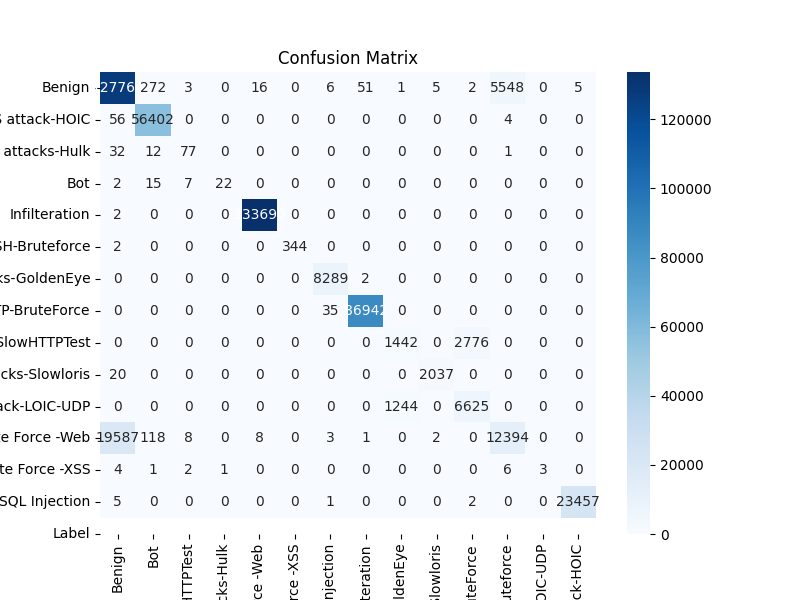 Confusion Matrix
Benign 2776 272 3 0 16 0 6 51 1 5 2 5548 0 5
attack-HOIC 56 56402 0 0 0 0 0 0 0 0 0 4 0 0
attacks-Hulk 32 12 77 0 0 0 0 0 0 0 0 1 0 0
Bot 2 15 7 22 0 0 0 0 0 0 0 0 0 0
Infilteration 2 0 0 0 3369 0 0 0 0 0 0 0 0 0
SH-Bruteforce 2 0 0 0 0 344 0 0 0 0 0 0 0 0
ks-GoldenEye 0 0 0 0 0 0 8289 2 0 0 0 0 0 0
TP-BruteForce 0 0 0 0 0 0 35 36942 0 0 0 0 0 0
SlowHTTPTest 0 0 0 0 0 0 0 0 1442 0 2776 0 0 0
cks-Slowloris 20 0 0 0 0 0 0 0 0 2037 0 0 0 0
ack-LOIC-UDP 0 0 0 0 0 0 0 0 1244 0 6625 0 0 0
te Force -Web 19587 118 8 0 8 0 3 1 0 2 0 12394 0 0
te Force -XSS 4 1 2 1 0 0 0 0 0 0 0 6 3 0
SQL Injection 5 0 0 0 0 0 1 0 0 0 2 0 0 23457
Label
Benign
Bot
HTTPTest
cks-Hulk
ce -Web
rce -XSS
njection
teration
ldenEye
Slowloris
uteForce
uteforce
OIC-UDP
ck-HOIC
120000
100000
80000
60000
40000
20000
0